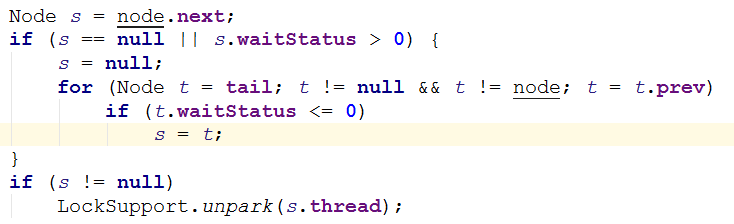 Node s = node.next;
if (s == null || s.waitStatus > 0) {
    s = null;
    for (Node t = tail; t != null && t != node; t = t.prev)
        if (t.waitStatus <= 0)
            s = t;
}
if (s != null)
    LockSupport.unpark(s.thread);